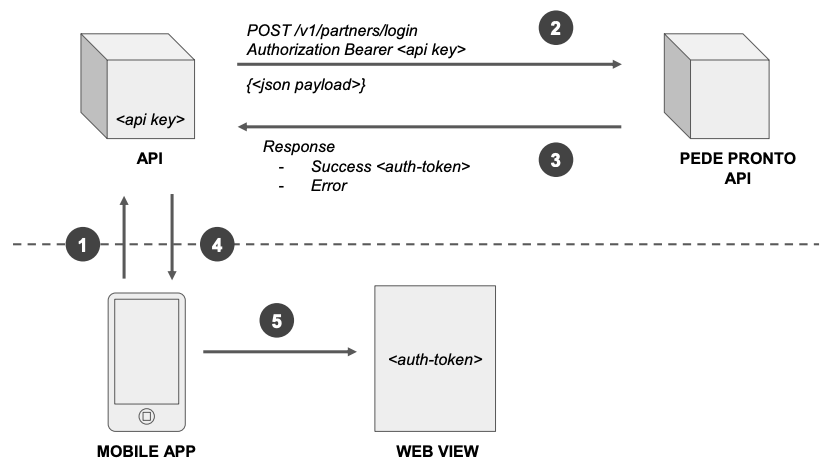 POST /v1/partners/login
Authorization Bearer <api key>
2
{<json payload>}
<api key>
API
Response
- Success <auth-token>
- Error
3
PEDE PRONTO
API
1
4
5
<auth-token>
MOBILE APP
WEB VIEW